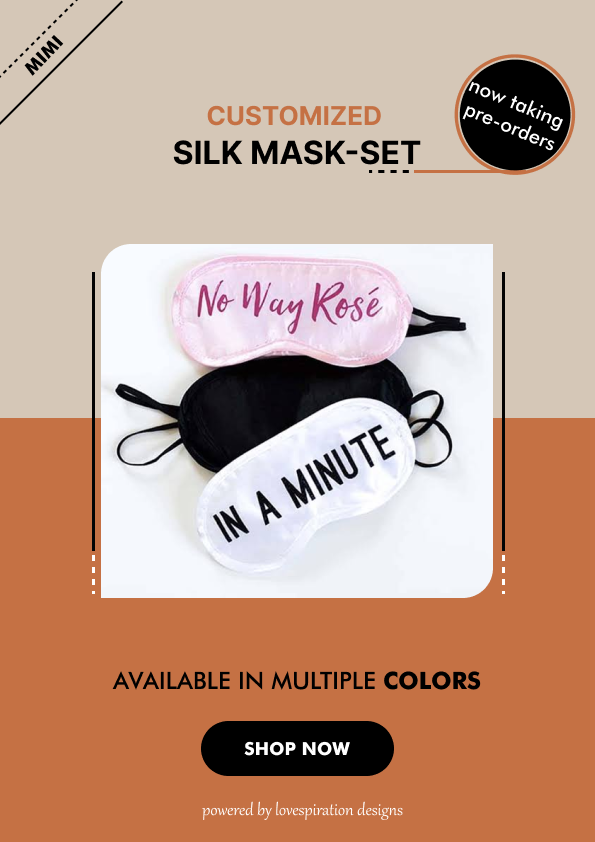 MIMI
now taking
pre-orders
CUSTOMIZED
SILK MASK-SET
No Way Rosé
IN A MINUTE
AVAILABLE IN MULTIPLE COLORS
SHOP NOW
powered by lovespiration designs